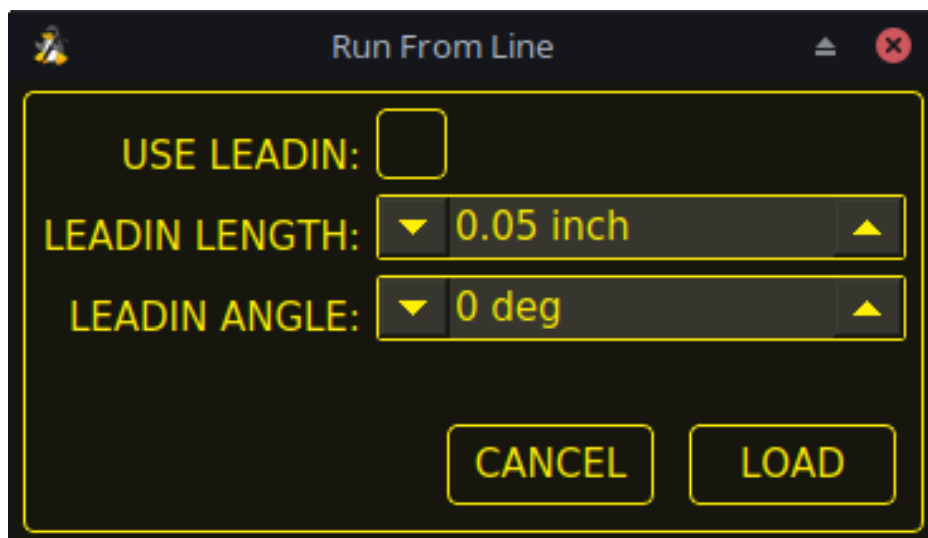 Run From Line
USE LEADIN:
LEADIN LENGTH: 0.05 inch
LEADIN ANGLE: 0 deg
CANCEL LOAD